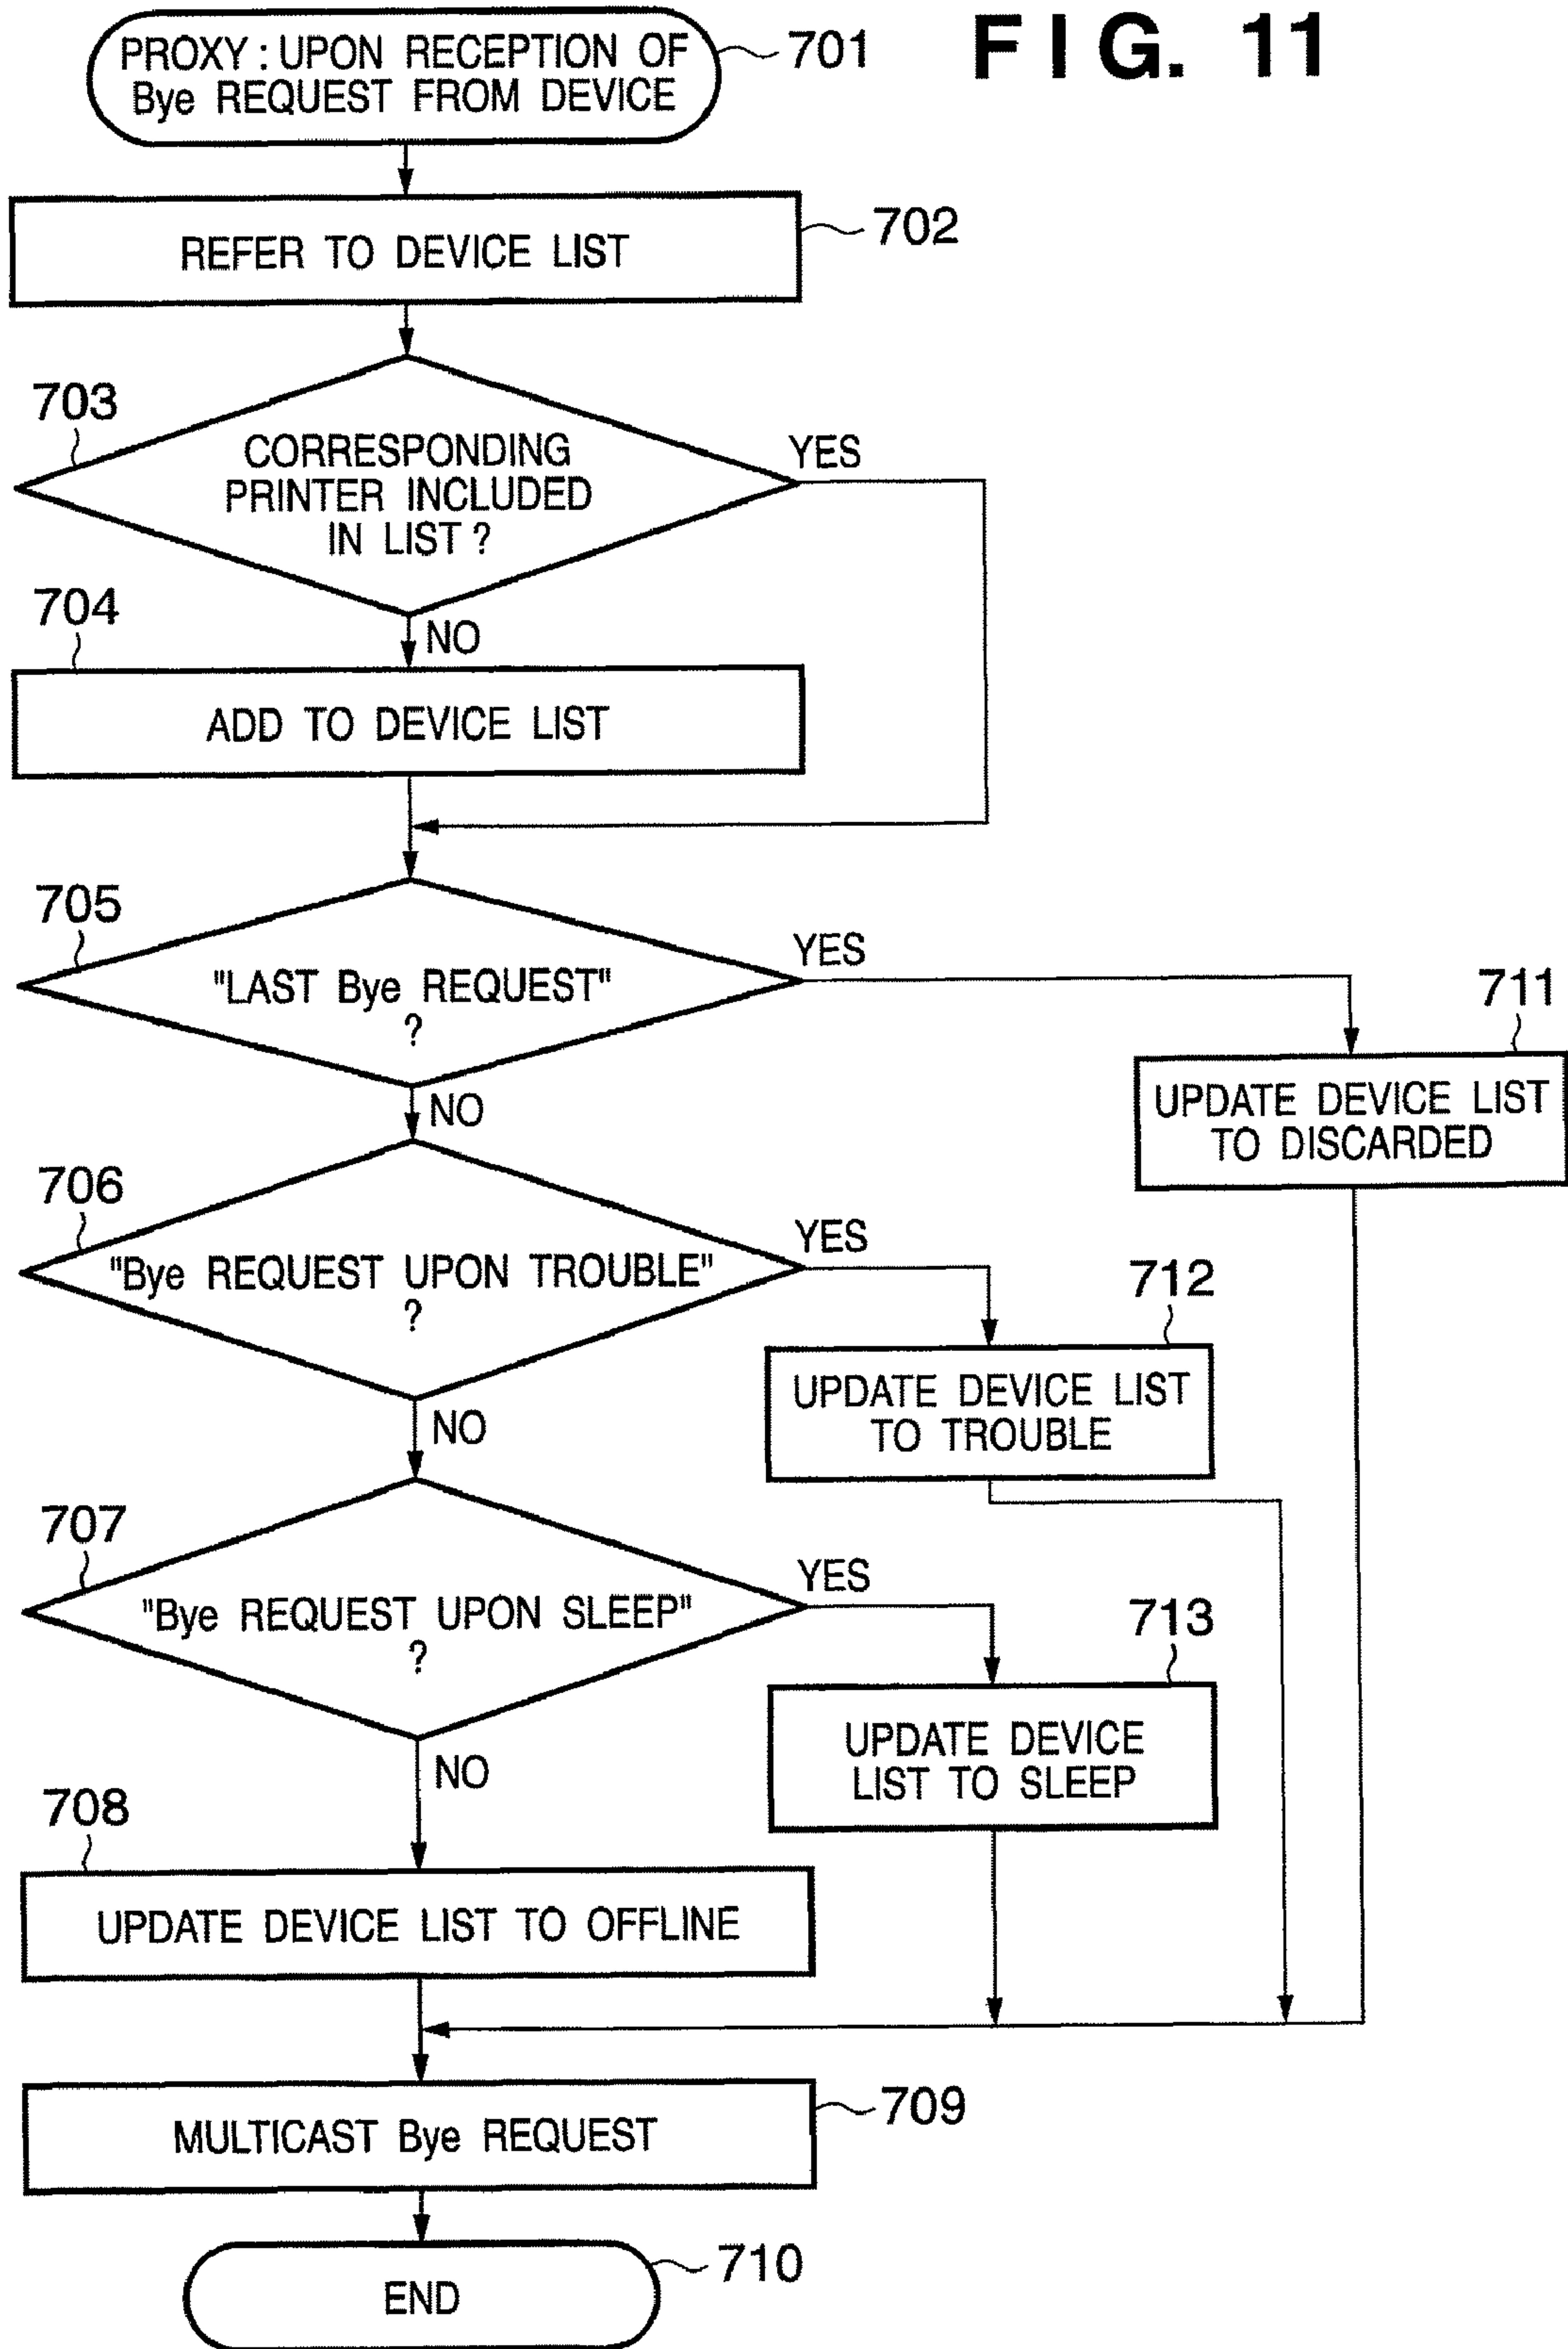 FIG. 11
PROXY : UPON RECEPTION OF
Bye REQUEST FROM DEVICE
701
REFER TO DEVICE LIST
702
703
CORRESPONDING
PRINTER INCLUDED
IN LIST ?
YES
NO
704
ADD TO DEVICE LIST
705
"LAST Bye REQUEST"
?
YES
NO
711
UPDATE DEVICE LIST
TO DISCARDED
706
"Bye REQUEST UPON TROUBLE"
?
YES
NO
712
UPDATE DEVICE LIST
TO TROUBLE
707
"Bye REQUEST UPON SLEEP"
?
YES
NO
713
UPDATE DEVICE
LIST TO SLEEP
708
UPDATE DEVICE LIST TO OFFLINE
MULTICAST Bye REQUEST
709
END
710